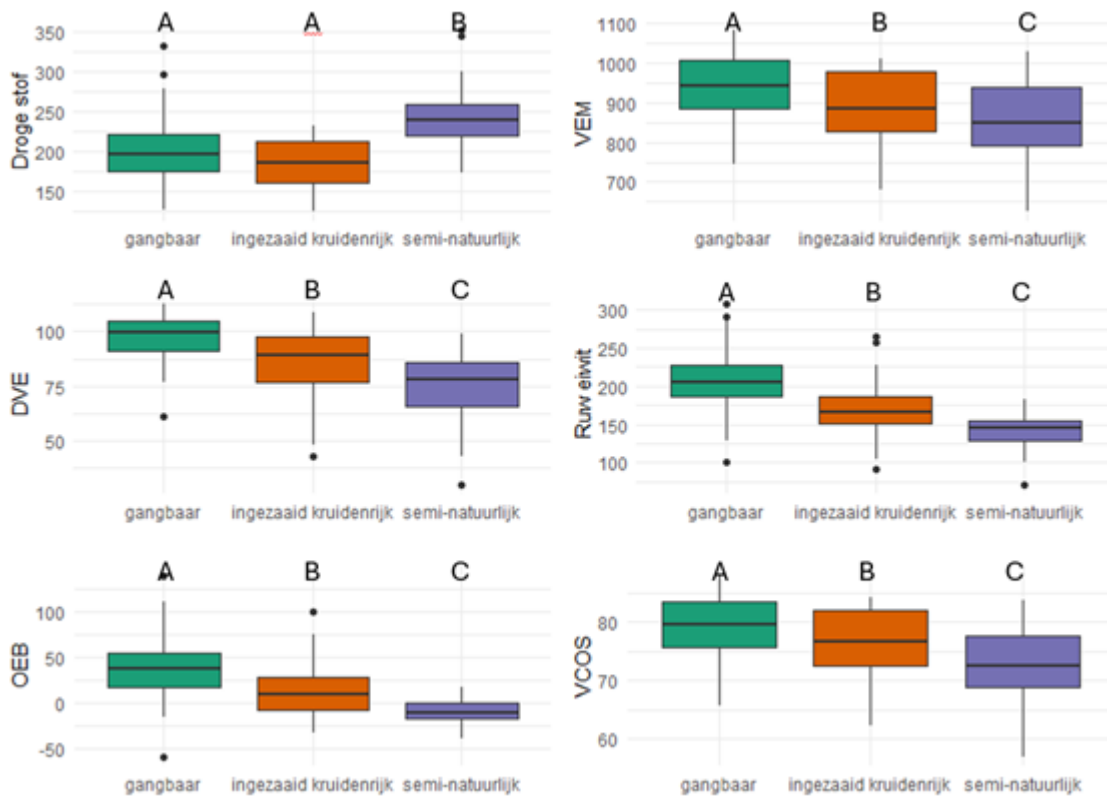 A A B
350
300
250
200
150
Droge stof
gangbaar ingezaaid kruidenrijk semi-natuurlijk
A B C
1100
1000
900
800
700
VEM
gangbaar ingezaaid kruidenrijk semi-natuurlijk
A B C
100
75
50
DVE
gangbaar ingezaaid kruidenrijk semi-natuurlijk
A B C
300
250
200
150
100
Ruw eiwit
gangbaar ingezaaid kruidenrijk semi-natuurlijk
A B C
100
50
0
-50
OEB
gangbaar ingezaaid kruidenrijk semi-natuurlijk
A B C
80
70
60
VCOS
gangbaar ingezaaid kruidenrijk semi-natuurlijk